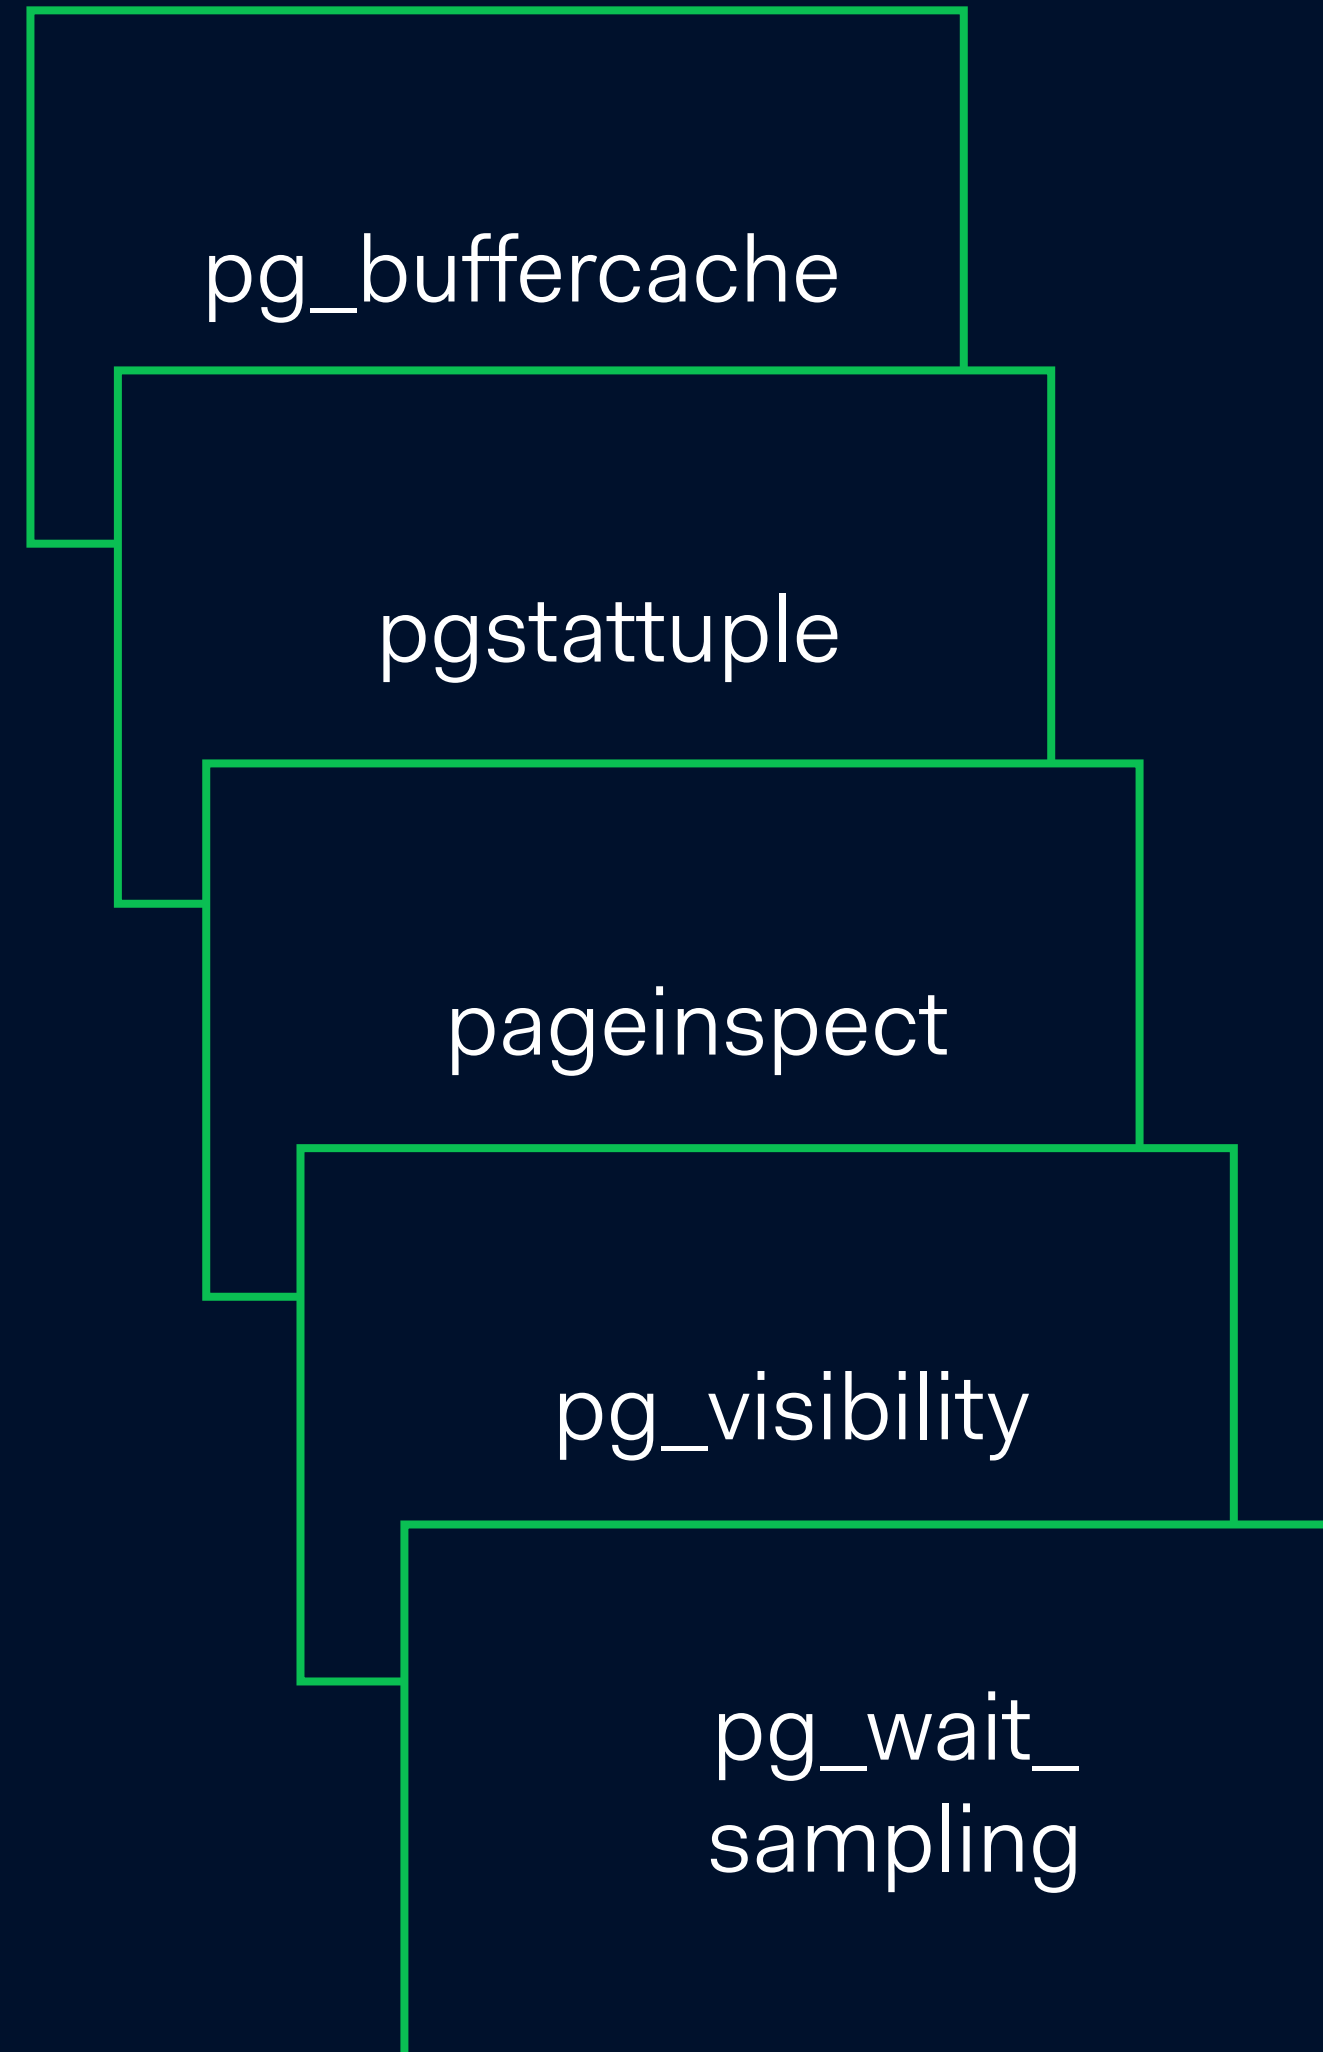 pg_buffercache
pgstattuple
pageinspect
pg_visibility
pg_wait_
sampling